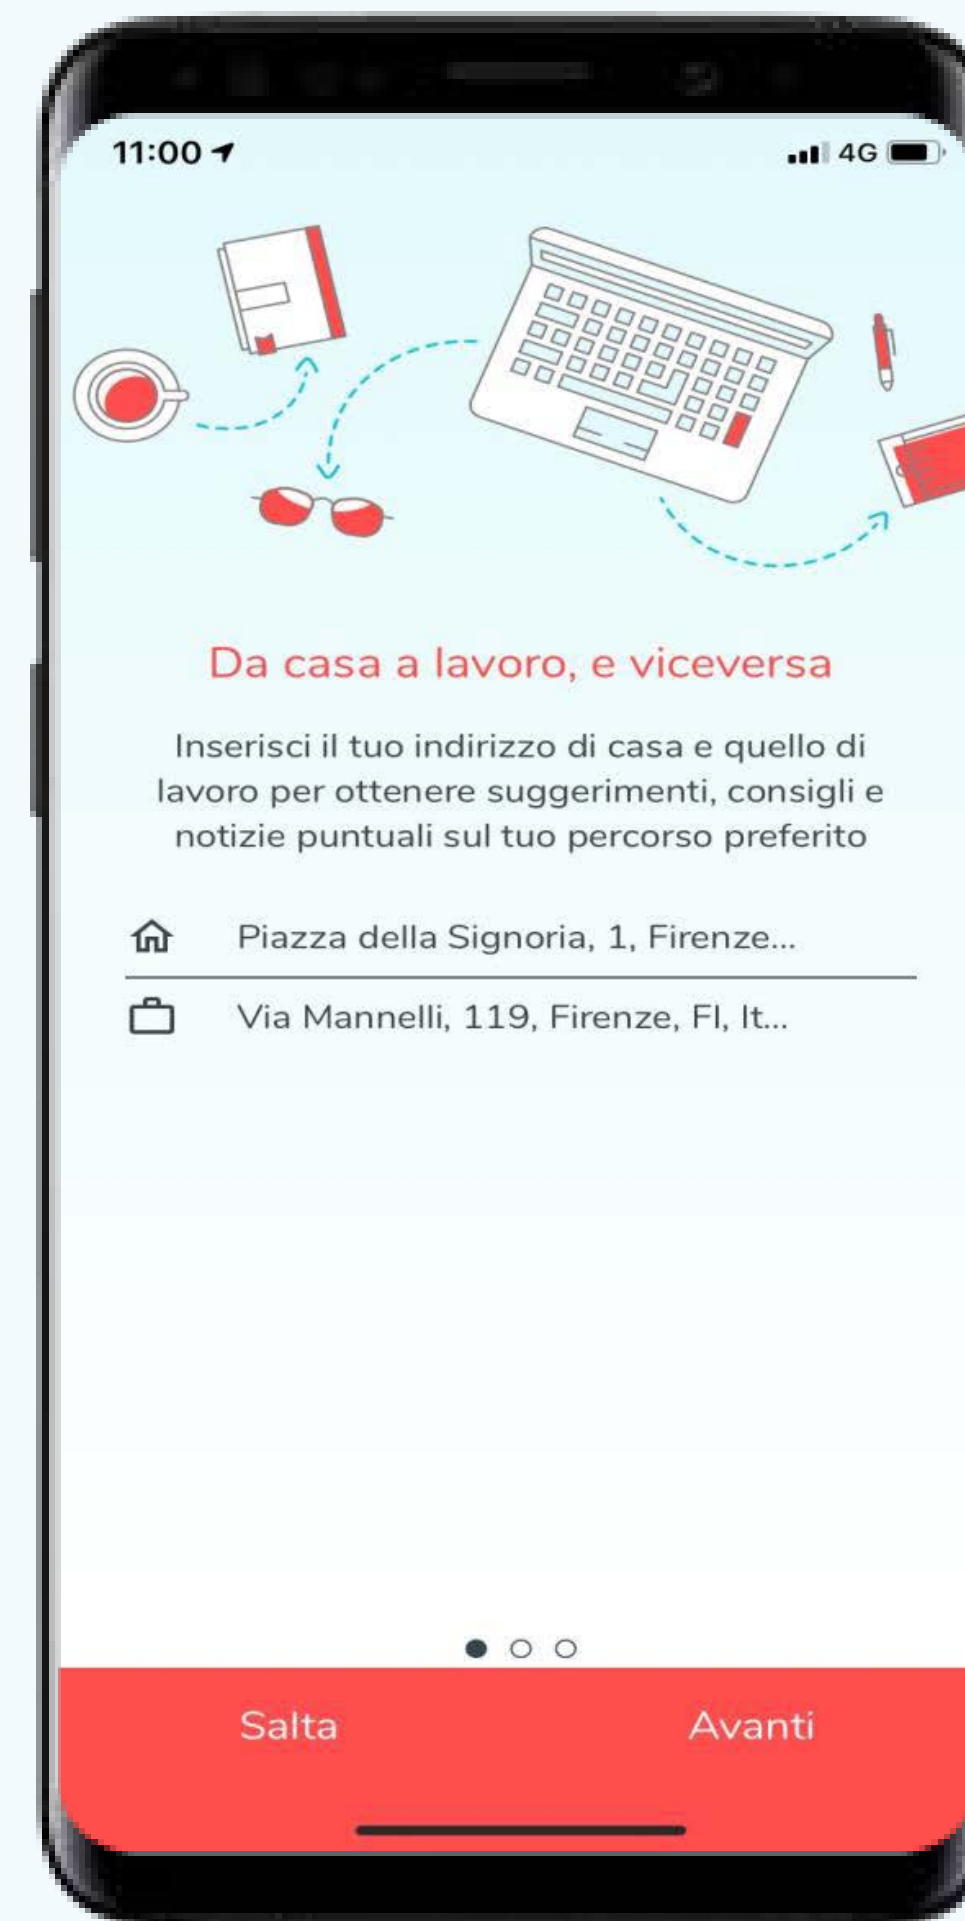 11:00 4G
Da casa a lavoro, e viceversa
Inserisci il tuo indirizzo di casa e quello di
lavoro per ottenere suggerimenti, consigli e
notizie puntuali sul tuo percorso preferito
Piazza della Signoria, 1, Firenze...
Via Mannelli, 119, Firenze, FI, It...
Salta Avanti